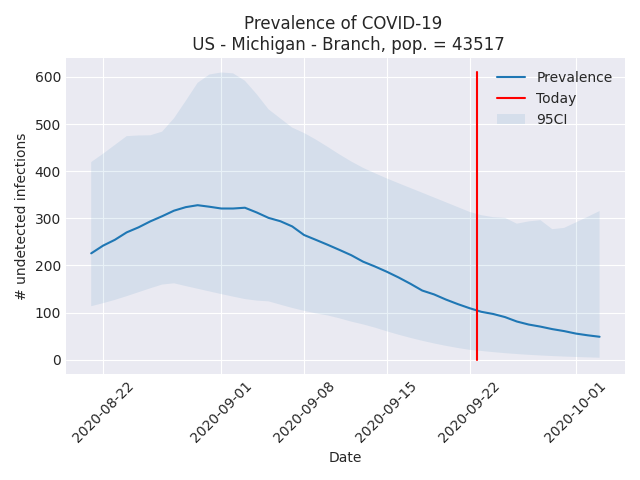 Prevalence of COVID-19
US - Michigan - Branch, pop. = 43517
Prevalence
Today
95CI
# undetected infections
600
500
400
300
200
100
0
2020-08-22
2020-09-01
2020-09-08
2020-09-15
2020-09-22
2020-10-01
Date